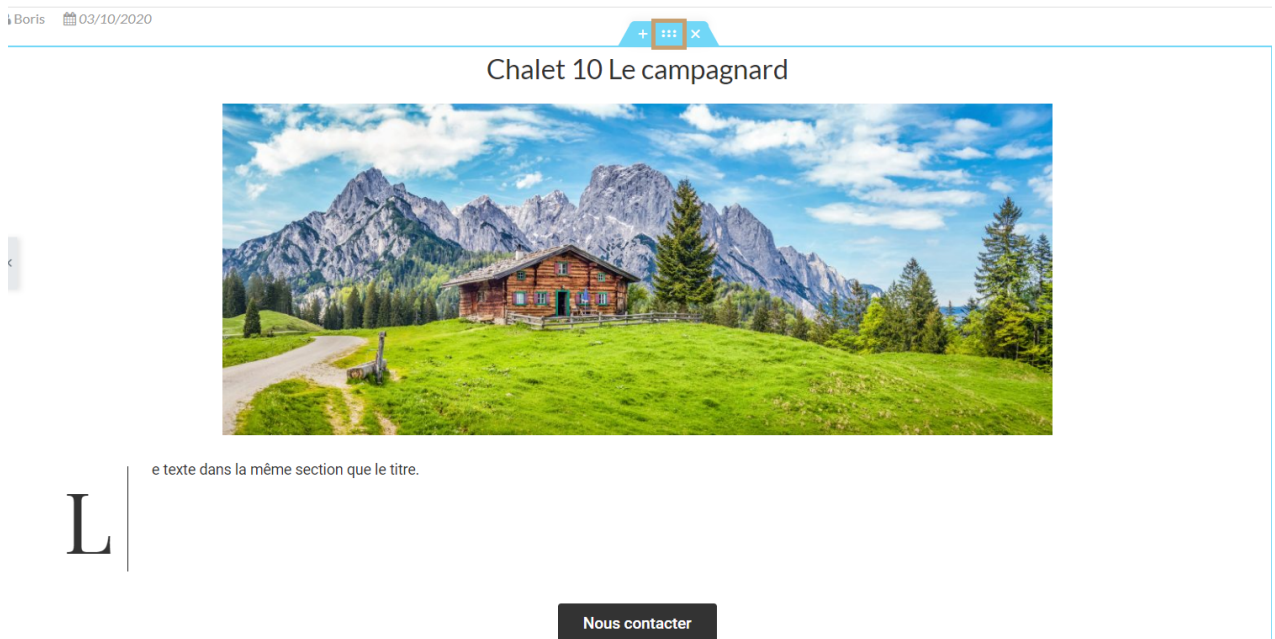 Boris 03/10/2020
Chalet 10 Le campagnard
L
e texte dans la même section que le titre.
Nous contacter